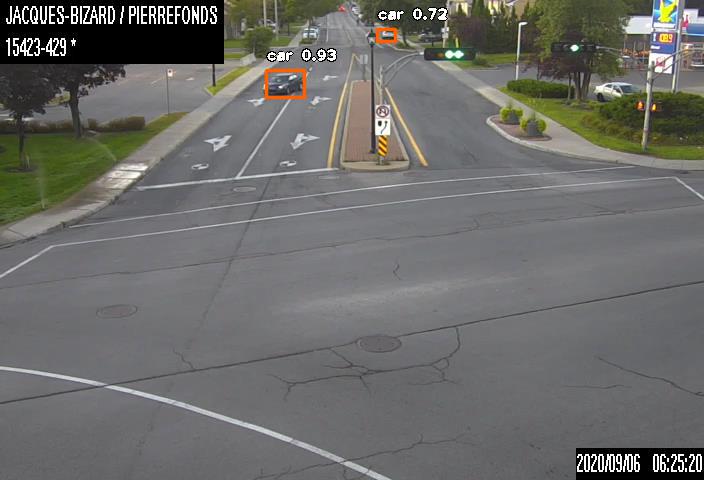 JACQUES-BIZARD / PIERREFONDS
15423-429 *
car 0.72
car 0.93
2020/09/06 06:25:20